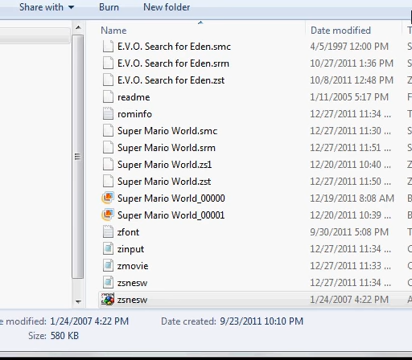 Share with Burn New folder
Name Date modified
E.V.O. Search for Eden.smc 4/5/1997 12:00 PM
E.V.O. Search for Eden.srm 10/27/2011 1:36 PM
E.V.O. Search for Eden.zst 10/8/2011 12:48 PM
readme 1/11/2005 5:17 PM
rominfo 12/27/2011 11:34 ...
Super Mario World.smc 12/27/2011 11:30 ...
Super Mario World.srm 12/27/2011 11:51 ...
Super Mario World.zs1 12/20/2011 10:40 ...
Super Mario World.zst 12/27/2011 11:50 ...
Super Mario World_00000 12/19/2011 8:08 AM
Super Mario World_00001 12/20/2011 10:39 ...
zfont 9/30/2011 5:08 PM
zinput 12/27/2011 11:34 ...
zmovie 12/27/2011 11:33 ...
zsnesw 12/27/2011 11:34 ...
zsnesw 1/24/2007 4:22 PM
modified: 1/24/2007 4:22 PM Date created: 9/23/2011 10:10 PM
Size: 580 KB